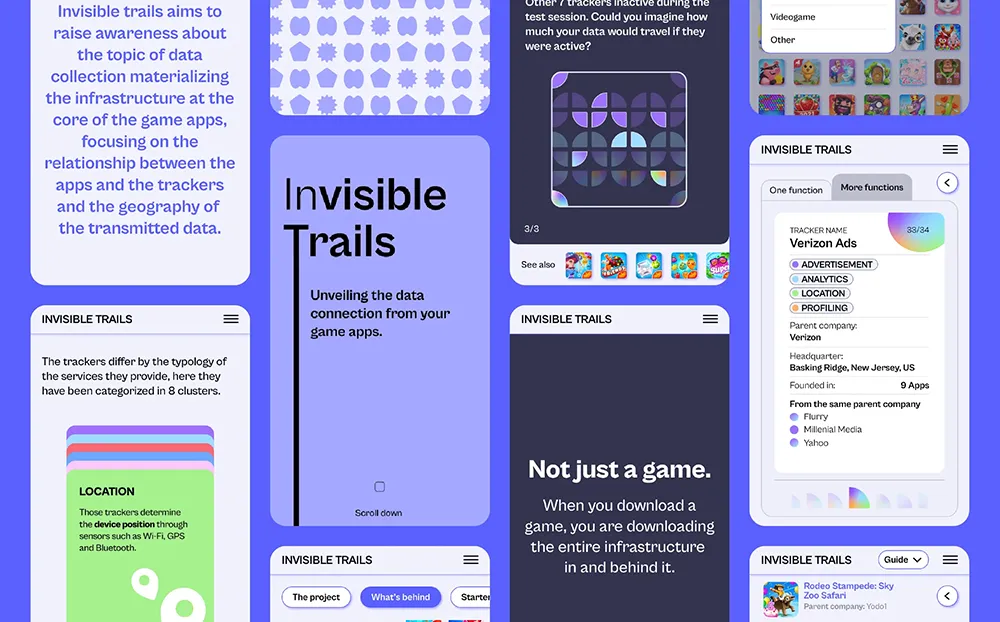 Invisible trails aims to
raise awareness about
the topic of data
collection materializing
the infrastructure at the
core of the game apps,
focusing on the
relationship between the
apps and the trackers
and the geography of
the transmitted data.
INVISIBLE TRAILS
The trackers differ by the typology
of the services they provide, here they
have been categorized in 8 clusters.
LOCATION
Those trackers determine
the device position through
sensors such as Wi-Fi, GPS
and Bluetooth.
Invisible
Trails
Unveiling the data
connection from your
game apps.
Scroll down
INVISIBLE TRAILS
The project
What's behind
Starter
Other 7 trackers inactive during the
test session. Could you imagine how
much your data would travel if they
were active?
3/3
See also
INVISIBLE TRAILS
Not just a game.
When you download a
game, you are downloading
the entire infrastructure
in and behind it.
Videogame
Other
INVISIBLE TRAILS
One function
More functions
33/34
TRACKER NAME
Verizon Ads
ADVERTISEMENT
ANALYTICS
LOCATION
PROFILING
Parent company:
Verizon
Headquarter:
Basking Ridge, New Jersey, US
Founded in:
9 Apps
From the same parent company
Flurry
Millenial Media
Yahoo
INVISIBLE TRAILS
Guide
Rodeo Stampede: Sky
Zoo Safari
Parent company: Yodo1